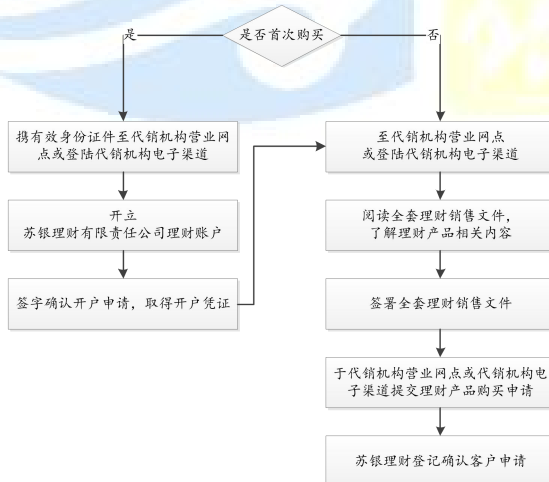 是
是否首次购买
否
携有效身份证件至代销机构营业网
点或登陆代销机构电子渠道
开立
苏银理财有限责任公司理财账户
签字确认开户申请，取得开户凭证
至代销机构营业网点
或登陆代销机构电子渠道
阅读全套理财销售文件，
了解理财产品相关内容
签署全套理财销售文件
于代销机构营业网点或代销机构电
子渠道提交理财产品购买申请
苏银理财登记确认客户申请